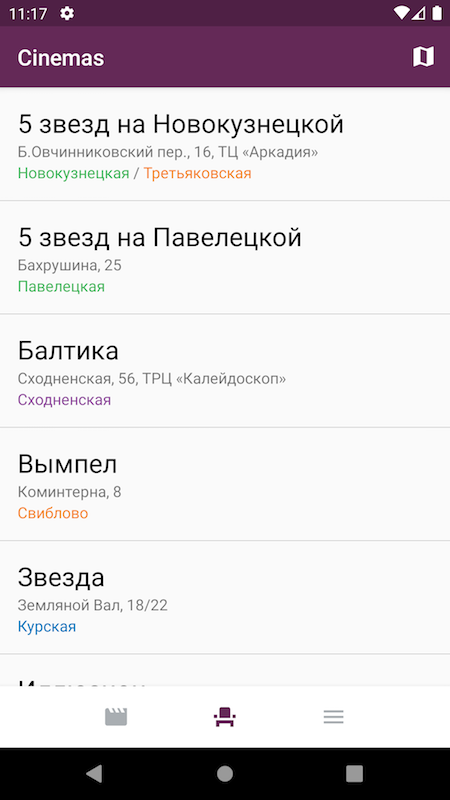 11:17
Cinemas
5 звезд на Новокузнецкой
Б.Овчинниковский пер., 16, ТЦ «Аркадия»
Новокузнецкая / Третьяковская
5 звезд на Павелецкой
Бахрушина, 25
Павелецкая
Балтика
Сходненская, 56, ТРЦ «Калейдоскоп»
Сходненская
Вымпел
Коминтерна, 8
Свиблово
Звезда
Земляной Вал, 18/22
Курская